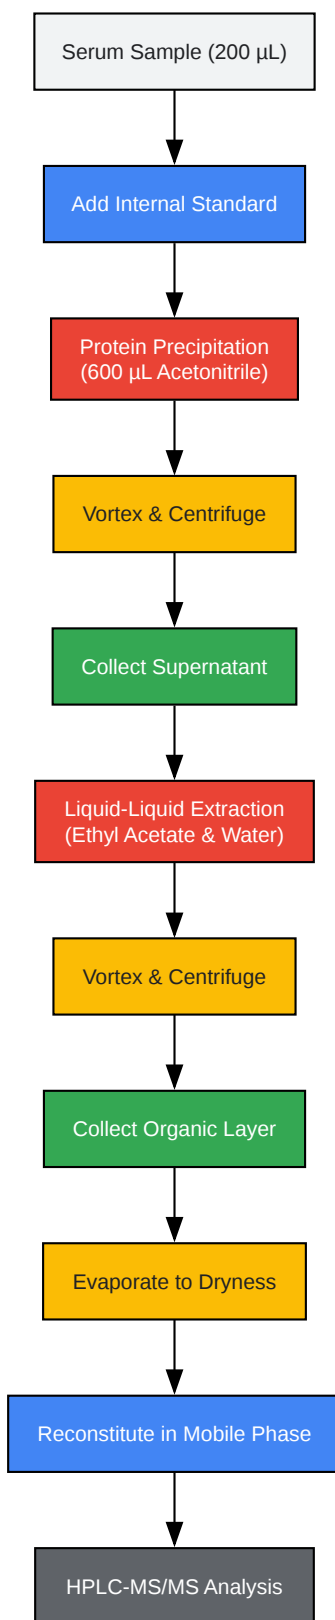 Serum Sample (200 µL)
Add Internal Standard
Protein Precipitation
(600 µL Acetonitrile)
Vortex & Centrifuge
Collect Supernatant
Liquid-Liquid Extraction
(Ethyl Acetate & Water)
Vortex & Centrifuge
Collect Organic Layer
Evaporate to Dryness
Reconstitute in Mobile Phase
HPLC-MS/MS Analysis